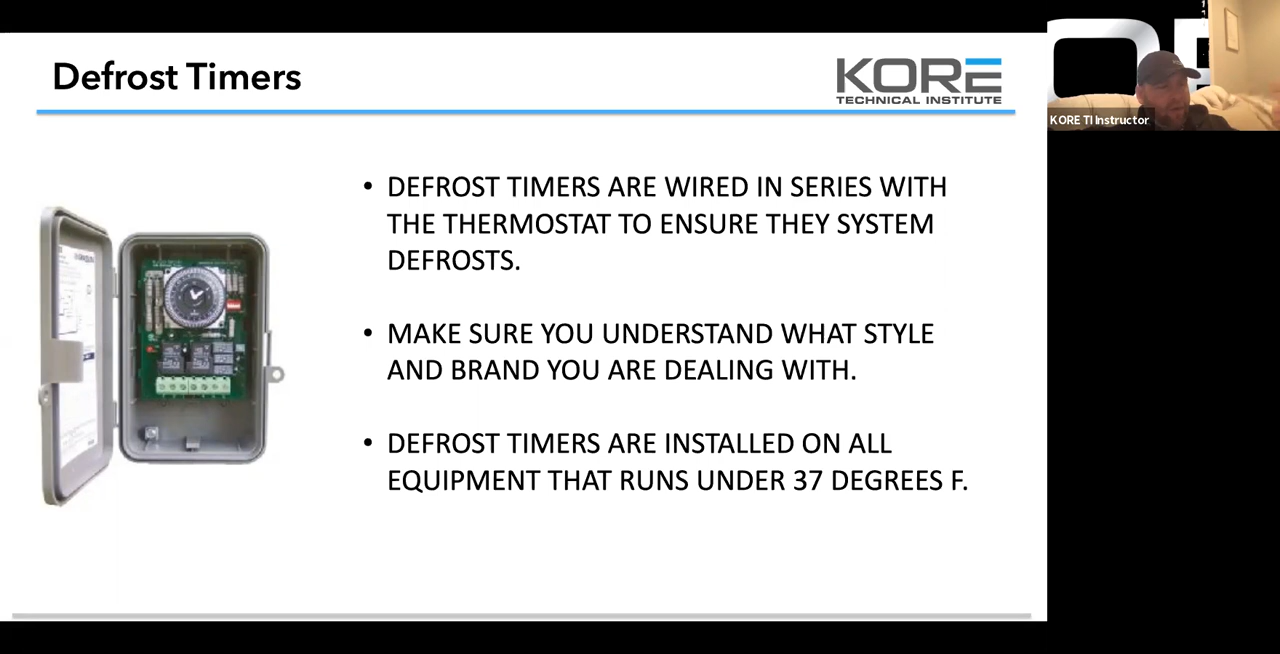 Defrost Timers
KORE
TECHNICAL INSTITUTE
KORE TI Instructor
• DEFROST TIMERS ARE WIRED IN SERIES WITH
THE THERMOSTAT TO ENSURE THEY SYSTEM
DEFROSTS.
• MAKE SURE YOU UNDERSTAND WHAT STYLE
AND BRAND YOU ARE DEALING WITH.
• DEFROST TIMERS ARE INSTALLED ON ALL
EQUIPMENT THAT RUNS UNDER 37 DEGREES F.